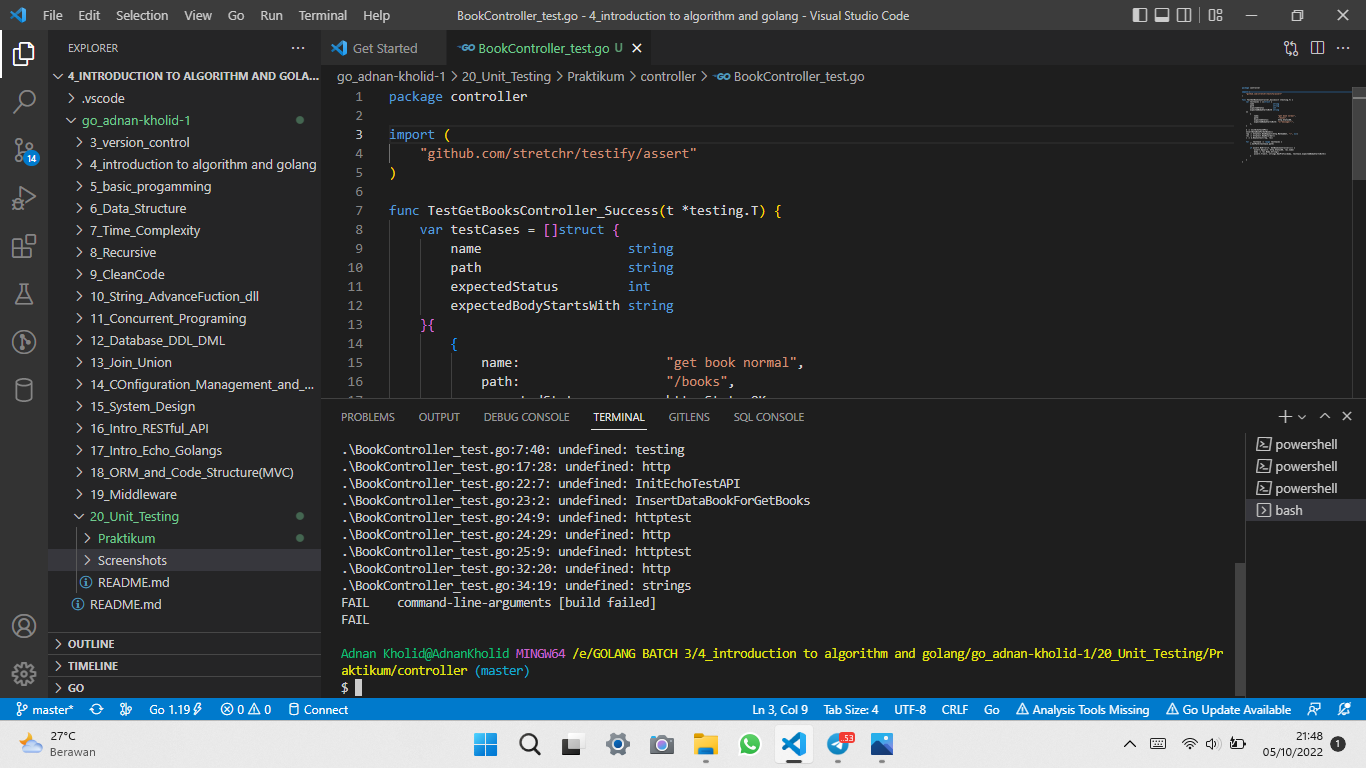 File Edit Selection View Go Run Terminal Help
BookController_test.go - 4_introduction to algorithm and golang - Visual Studio Code
EXPLORER
4_INTRODUCTION TO ALGORITHM AND GOLA...
.vscode
go_adnan-kholid-1
3_version_control
4_introduction to algorithm and golang
5_basic_progamming
6_Data_Structure
7_Time_Complexity
8_Recursive
9_CleanCode
10_String_AdvanceFuction_dll
11_Concurrent_Programing
12_Database_DDL_DML
13_Join_Union
14_COnfiguration_Management_and_...
15_System_Design
16_Intro_RESTful_API
17_Intro_Echo_Golangs
18_ORM_and_Code_Structure(MVC)
19_Middleware
20_Unit_Testing
Praktikum
Screenshots
README.md
README.md
OUTLINE
TIMELINE
GO
14
Get Started
BookController_test.go U
go_adnan-kholid-1 > 20_Unit_Testing > Praktikum > controller > BookController_test.go
1 package controller
2
3 import (
4 "github.com/stretchr/testify/assert"
5 )
6
7 func TestGetBooksController_Success(t *testing.T) {
8 var testCases = []struct {
9 name string
10 path string
11 expectedStatus int
12 expectedBodyStartsWith string
13 }{
14 {
15 name: "get book normal",
16 path: "/books",
PROBLEMS OUTPUT DEBUG CONSOLE TERMINAL GITLENS SQL CONSOLE
.\BookController_test.go:7:40: undefined: testing
.\BookController_test.go:17:28: undefined: http
.\BookController_test.go:22:7: undefined: InitEchoTestAPI
.\BookController_test.go:23:2: undefined: InsertDataBookForGetBooks
.\BookController_test.go:24:9: undefined: httptest
.\BookController_test.go:24:29: undefined: http
.\BookController_test.go:25:9: undefined: httptest
.\BookController_test.go:32:20: undefined: http
.\BookController_test.go:34:19: undefined: strings
FAIL command-line-arguments [build failed]
FAIL
Adnan Kholid@AdnanKholid MINGW64 /e/GOLANG BATCH 3/4_introduction to algorithm and golang/go_adnan-kholid-1/20_Unit_Testing/Pr
aktikum/controller (master)
$
powershell
powershell
powershell
bash
master* Go 1.19 0 0 Connect
Ln 3, Col 9 Tab Size: 4 UTF-8 CRLF Go Analysis Tools Missing Go Update Available
27°C
Berawan
53
21:48
05/10/2022
1